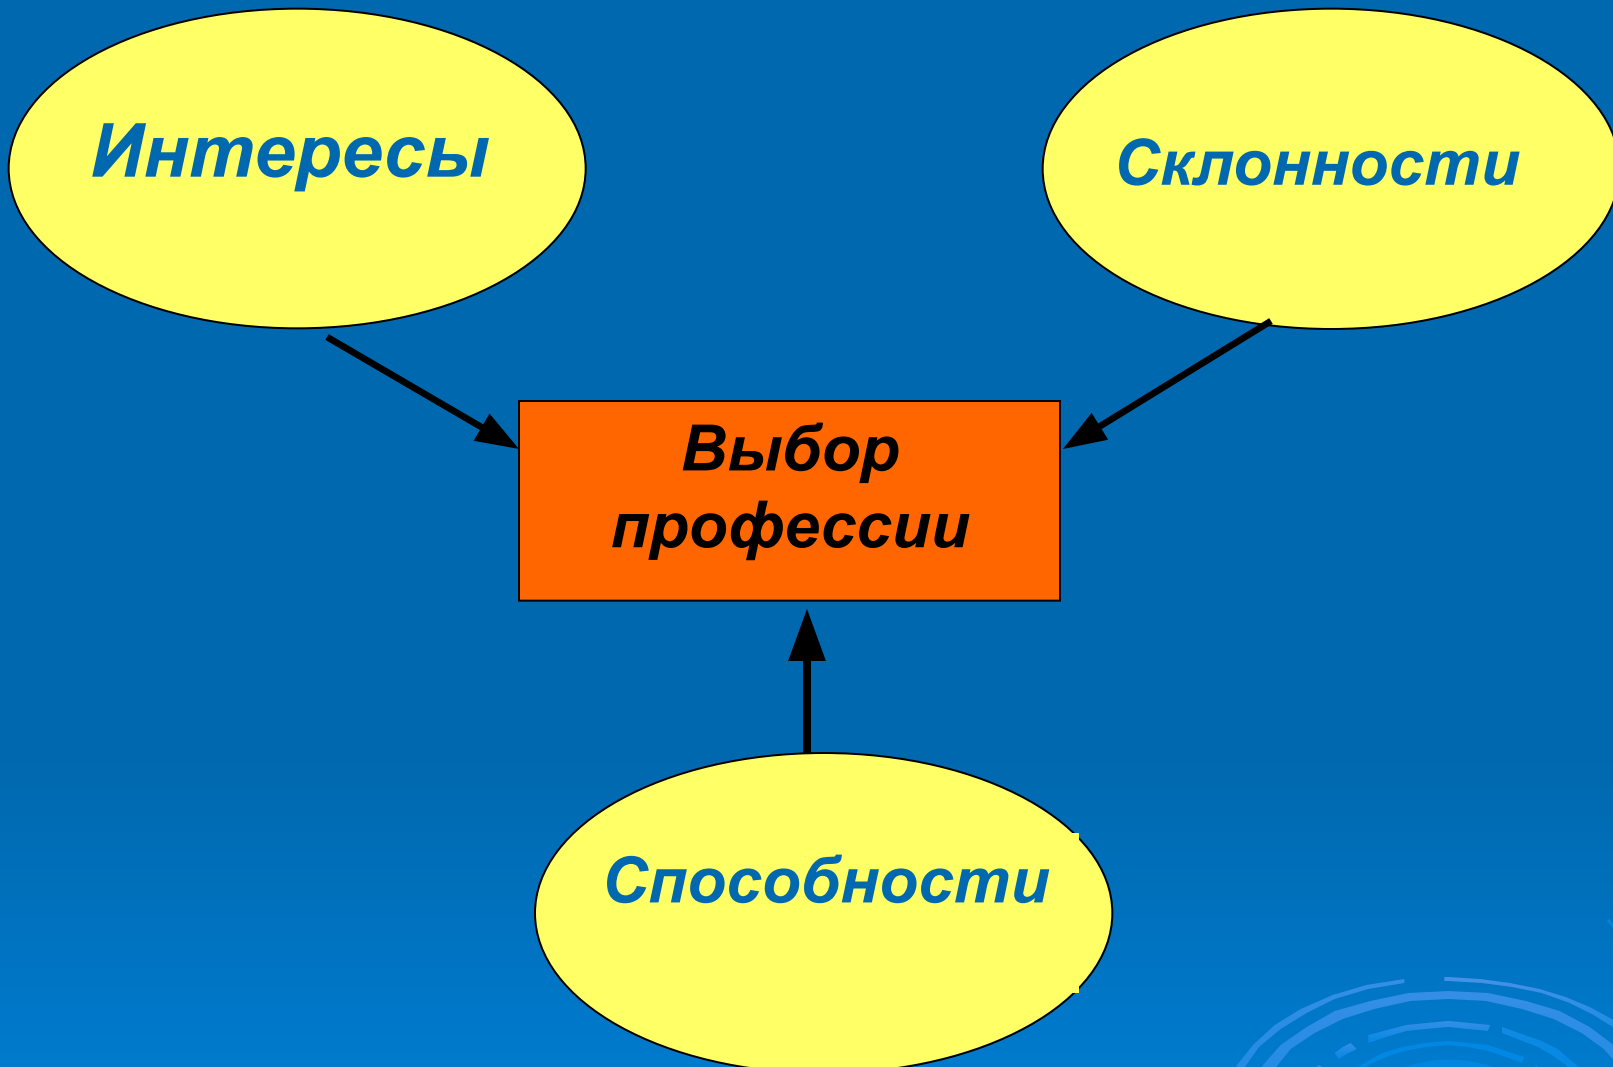 Интересы
Склонности
Выбор
профессии
Способности